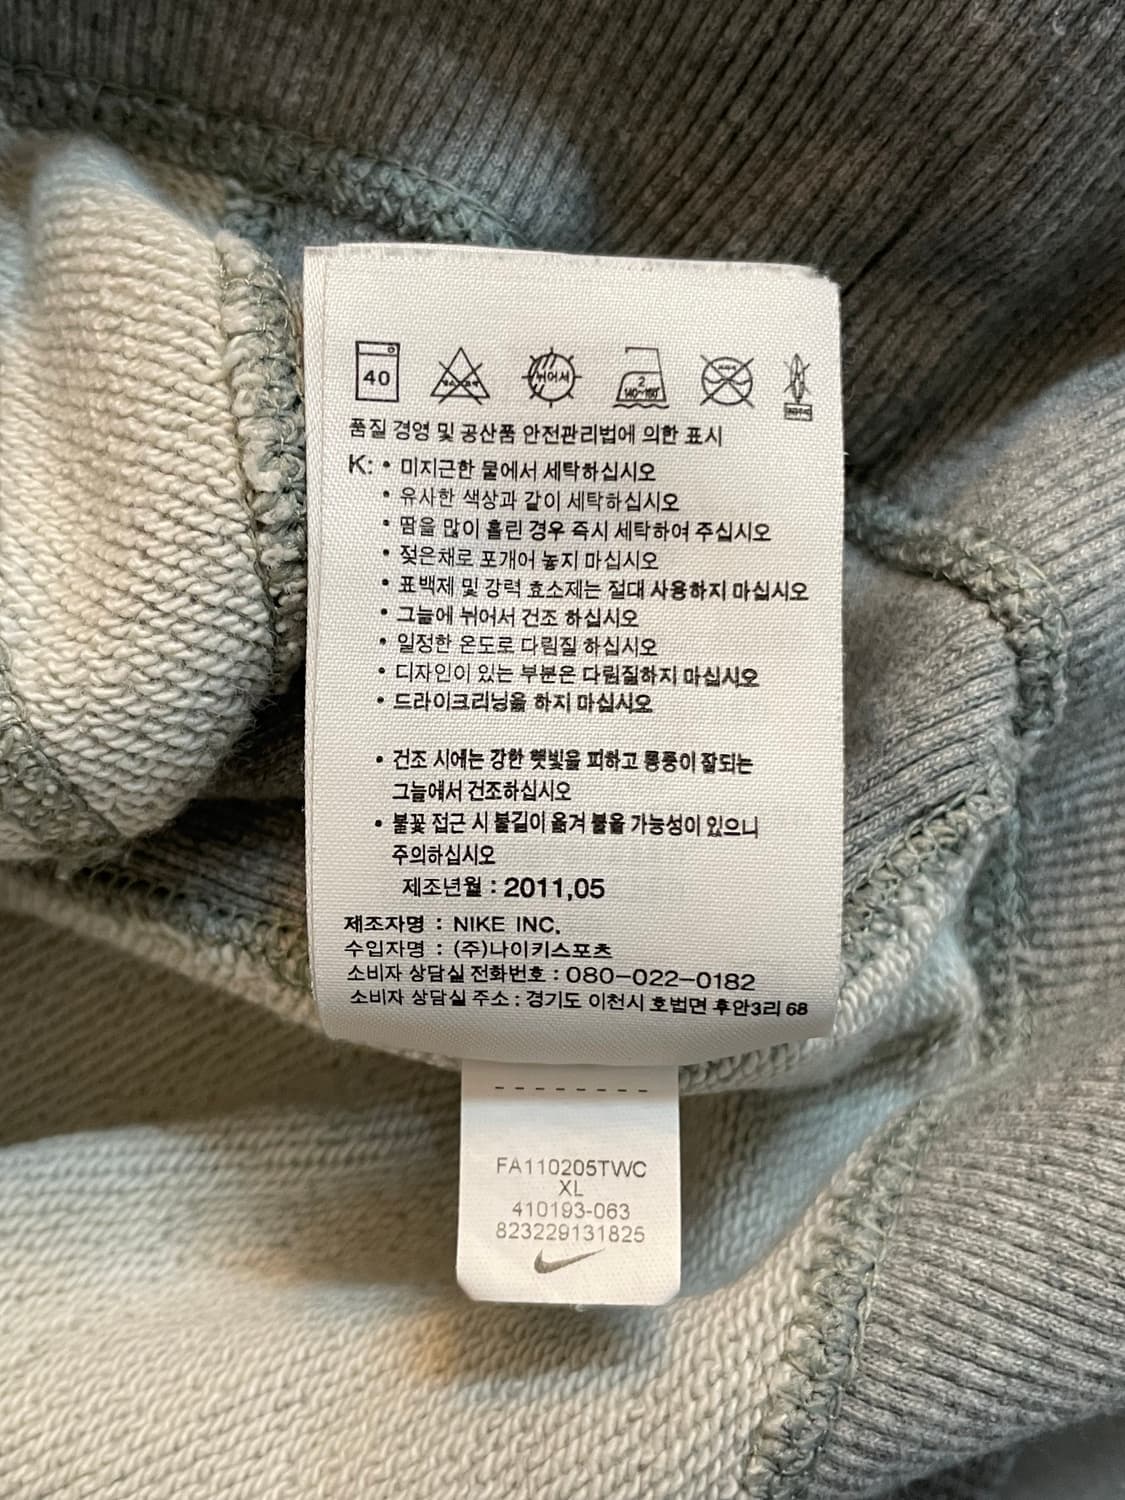 40
뉘어서
2
140~160
품질 경영 및 공산품 안전관리법에 의한 표시
K: • 미지근한 물에서 세탁하십시오
• 유사한 색상과 같이 세탁하십시오
• 땀을 많이 흘린 경우 즉시 세탁하여 주십시오
• 젖은채로 포개어 놓지 마십시오
• 표백제 및 강력 효소제는 절대 사용하지 마십시오
• 그늘에 뉘어서 건조 하십시오
• 일정한 온도로 다림질 하십시오
• 디자인이 있는 부분은 다림질하지 마십시오
• 드라이크리닝을 하지 마십시오
• 건조 시에는 강한 햇빛을 피하고 통풍이 잘되는
그늘에서 건조하십시오
• 불꽃 접근 시 불길이 옮겨 붙을 가능성이 있으니
주의하십시오
제조년월 : 2011,05
제조자명 : NIKE INC.
수입자명 : (주)나이키스포츠
소비자 상담실 전화번호 : 080-022-0182
소비자 상담실 주소 : 경기도 이천시 호법면 후안3리 68
FA110205TWC
XL
410193-063
823229131825